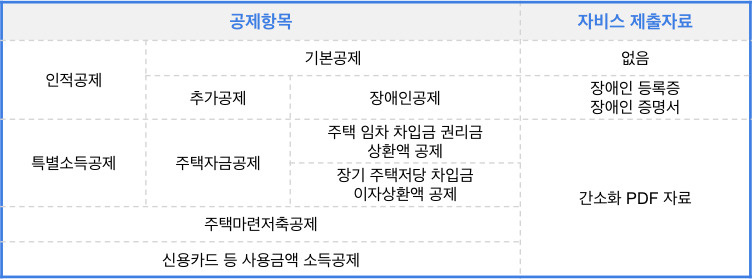 공제항목
자비스 제출자료
인적공제
기본공제
없음
추가공제
장애인공제
장애인 등록증
장애인 증명서
특별소득공제
주택자금공제
주택 임차 차입금 권리금
상환액 공제
장기 주택저당 차입금
이자상환액 공제
간소화 PDF 자료
주택마련저축공제
신용카드 등 사용금액 소득공제